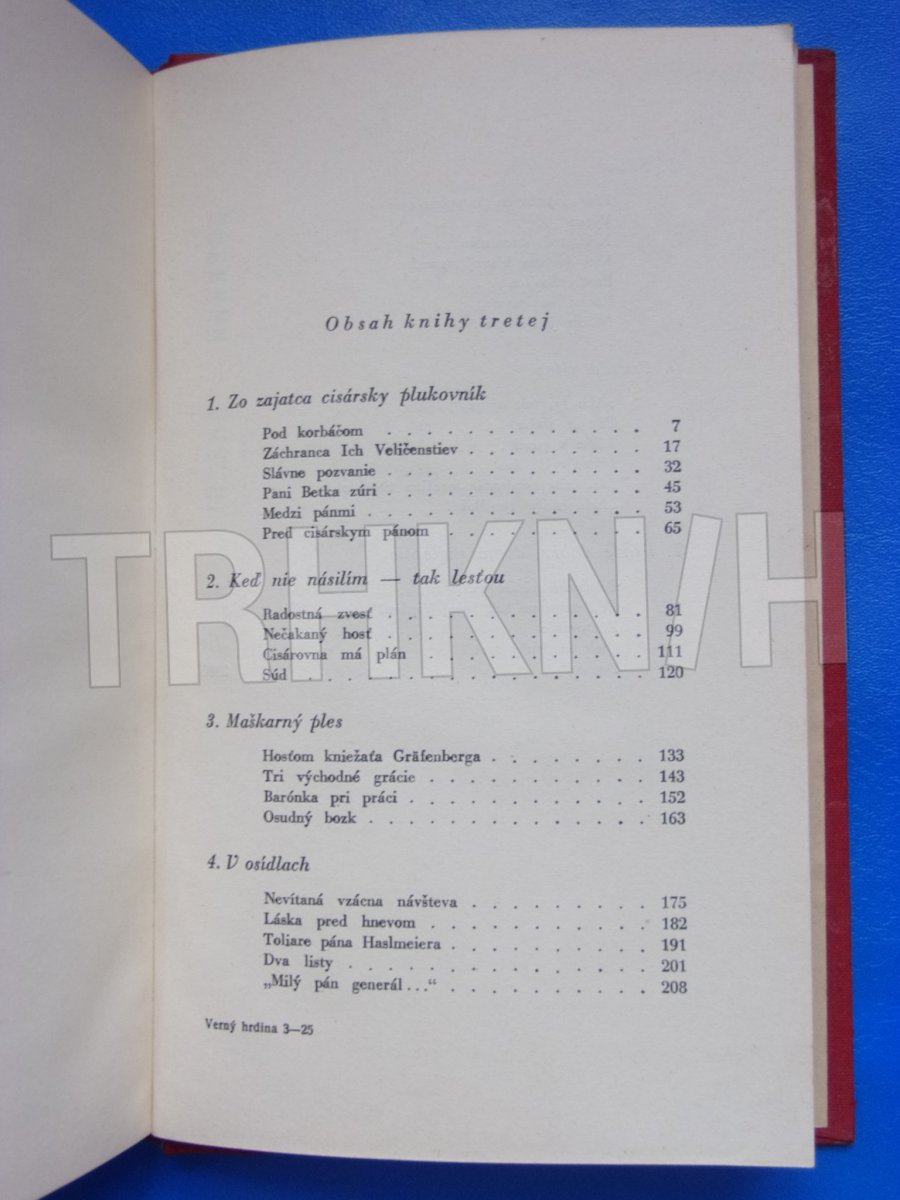 Obsah knihy tretej
1. Zo zajatca cisársky plukovník
Pod korbáčom . . . . . . . . . . . . . 7
Záchranca Ich Veličenstiev . . . . . . . . . 17
Slávne pozvanie . . . . . . . . . . . . . 32
Pani Betka zúri . . . . . . . . . . . . . 45
Medzi pánmi . . . . . . . . . . . . . . 53
Pred cisárskym pánom . . . . . . . . . . 65
2. Keď nie násilím — tak lesťou
Radostná zvesť . . . . . . . . . . . . . 81
Nečakaný hosť . . . . . . . . . . . . . 99
Cisárovna má plán . . . . . . . . . . . 111
Súd . . . . . . . . . . . . . . . . . 120
3. Maškarný ples
Hosťom kniežaťa Gräfenberga . . . . . . . . 133
Tri východné grácie . . . . . . . . . . . 143
Barónka pri práci . . . . . . . . . . . . 152
Osudný bozk . . . . . . . . . . . . . . 163
4. V osídlach
Nevítaná vzácna návšteva . . . . . . . . . 175
Láska pred hnevom . . . . . . . . . . . 182
Toliare pána Haslmeiera . . . . . . . . . . 191
Dva listy . . . . . . . . . . . . . . . 201
„Milý pán generál...“ . . . . . . . . . . 208
Verný hrdina 3—25
TRHKNIH